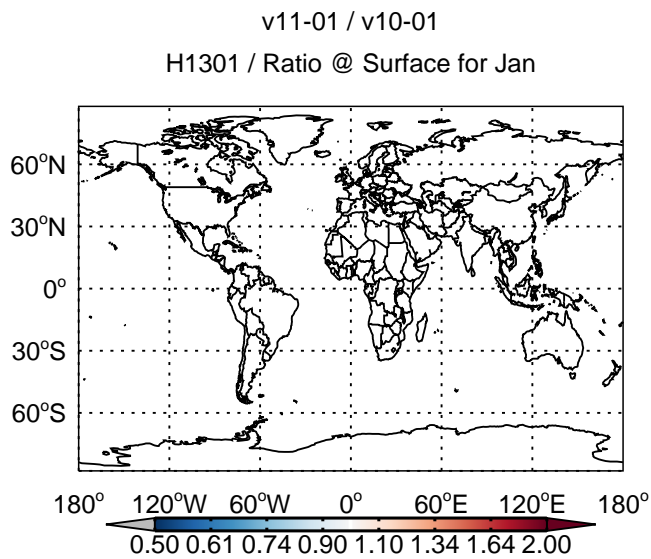 v11-01 / v10-01
H1301 / Ratio @ Surface for Jan
60°N
30°N
0°
30°S
60°S
180° 120°W 60°W 0° 60°E 120°E 180°
0.50 0.61 0.74 0.90 1.10 1.34 1.64 2.00